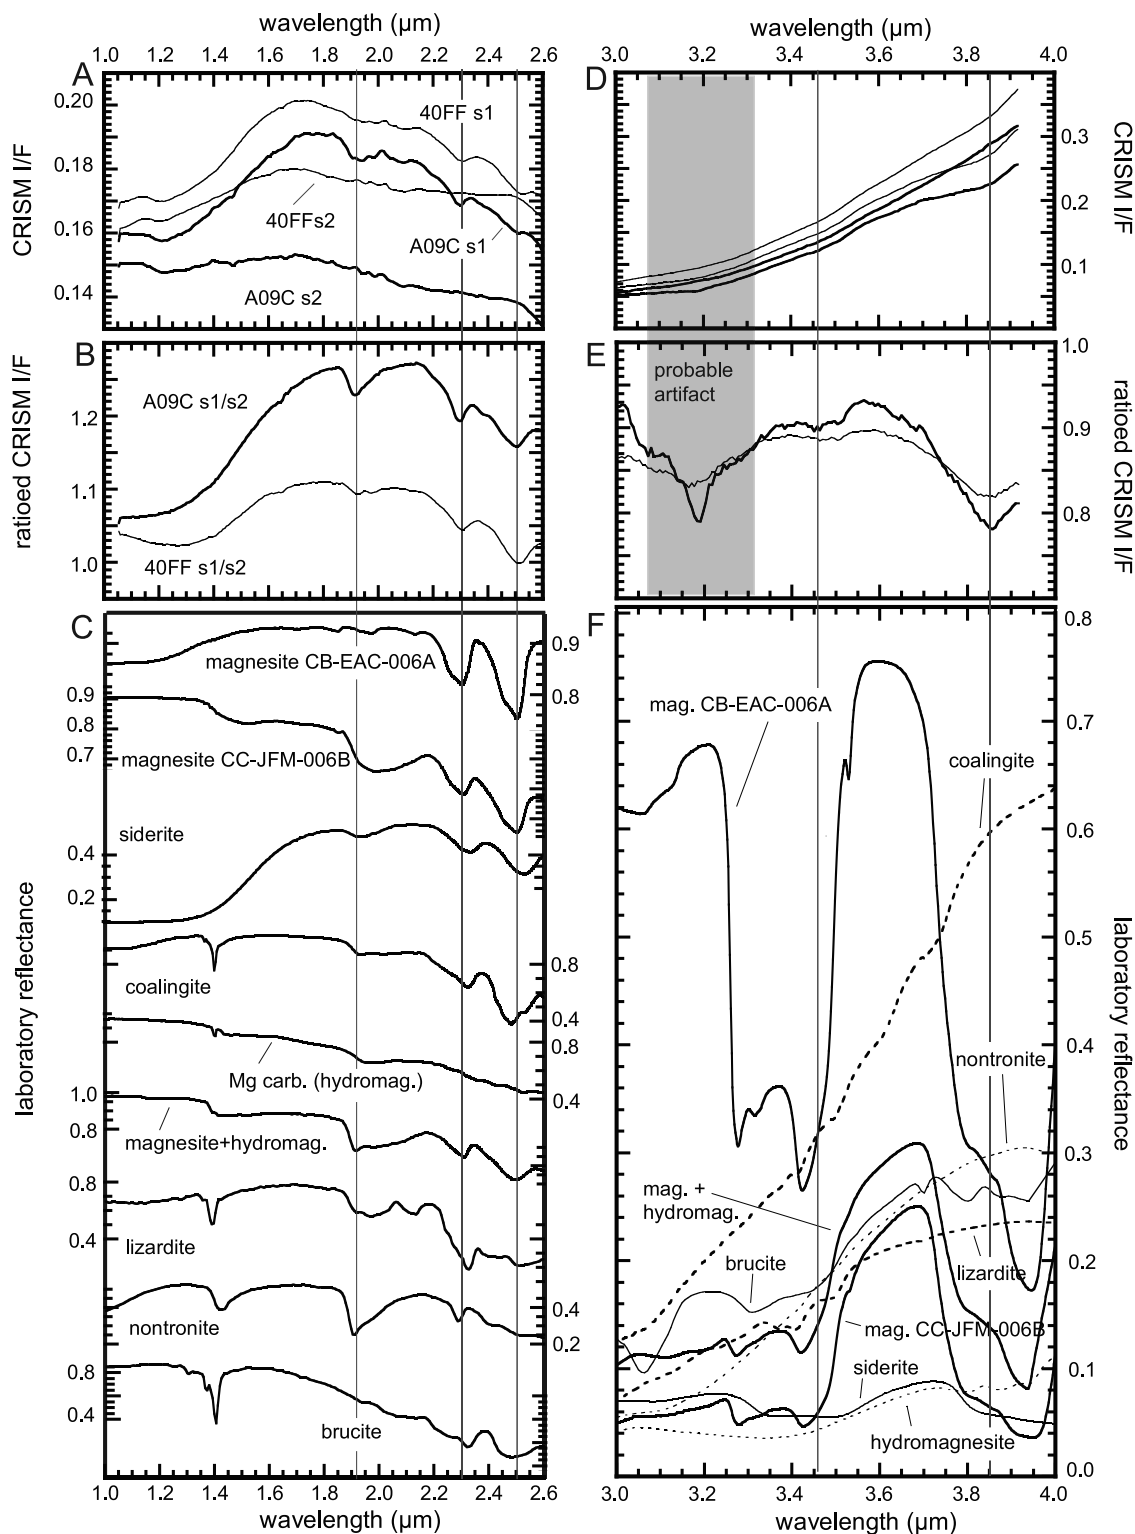 wavelength (µm)
1.0 1.2 1.4 1.6 1.8 2.0 2.2 2.4 2.6
A
0.20
0.18
0.16
0.14
CRISM I/F
40FF s1
40FFs2
A09C s1
A09C s2
B
1.2
1.1
1.0
ratioed CRISM I/F
A09C s1/s2
40FF s1/s2
C
0.9
0.8
0.9
0.8
0.7
0.4
0.2
0.8
0.4
0.8
0.4
1.0
0.8
0.8
0.4
0.4
0.2
0.8
0.4
laboratory reflectance
magnesite CB-EAC-006A
magnesite CC-JFM-006B
siderite
coalingite
Mg carb. (hydromag.)
magnesite+hydromag.
lizardite
nontronite
brucite
1.0 1.2 1.4 1.6 1.8 2.0 2.2 2.4 2.6
wavelength (µm)
wavelength (µm)
3.0 3.2 3.4 3.6 3.8 4.0
D
0.3
0.2
0.1
CRISM I/F
E
probable
artifact
1.0
0.9
0.8
ratioed CRISM I/F
F
0.8
0.7
0.6
0.5
0.4
0.3
0.2
0.1
0.0
laboratory reflectance
mag. CB-EAC-006A
coalingite
nontronite
mag. +
hydromag.
brucite
lizardite
mag. CC-JFM-006B
siderite
hydromagnesite
3.0 3.2 3.4 3.6 3.8 4.0
wavelength (µm)